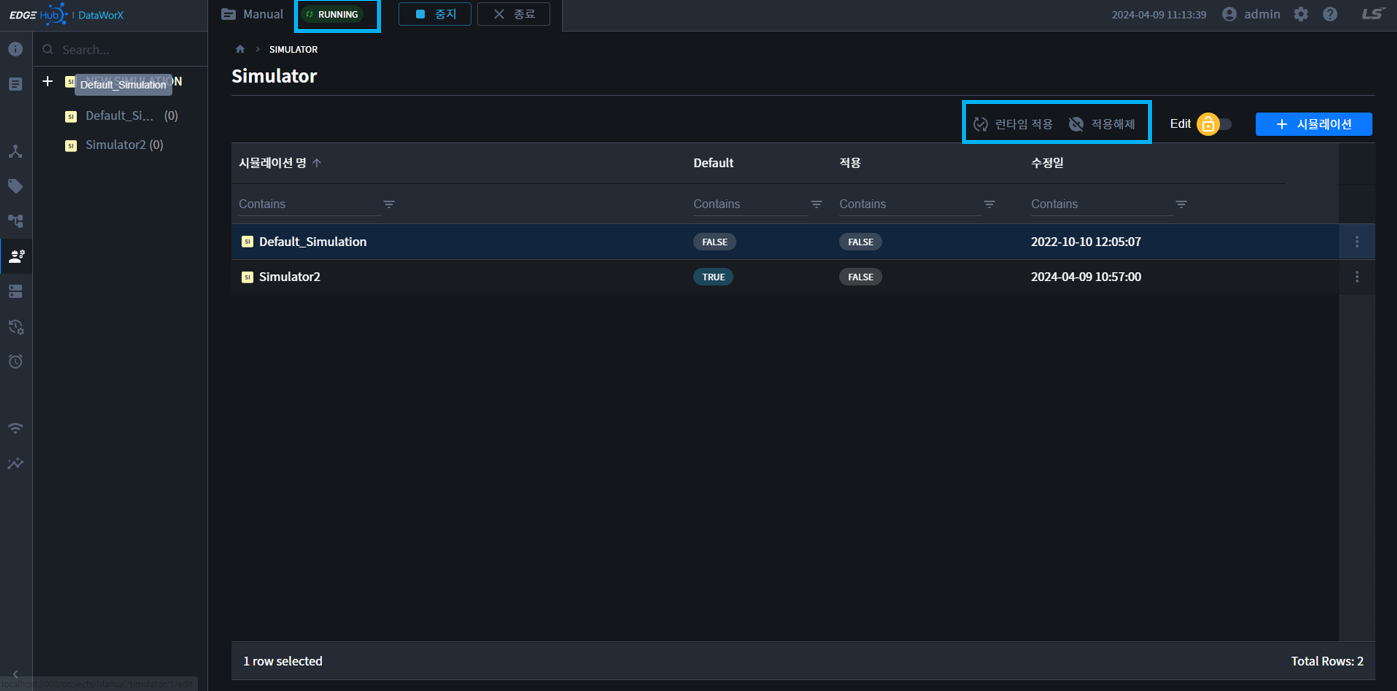 EDGE Hub | DataWorX
Manual
RUNNING
중지
종료
2024-04-09 11:13:39
admin
LS
Search...
SIMULATOR
Simulator
Default_Simulation
Default_Si... (0)
Simulator2 (0)
런타임 적용
적용해제
Edit
시뮬레이션
시뮬레이션 명 Default 적용 수정일
Contains Contains Contains Contains
SI Default_Simulation FALSE FALSE 2022-10-10 12:05:07
SI Simulator2 TRUE FALSE 2024-04-09 10:57:00
1 row selected
Total Rows: 2